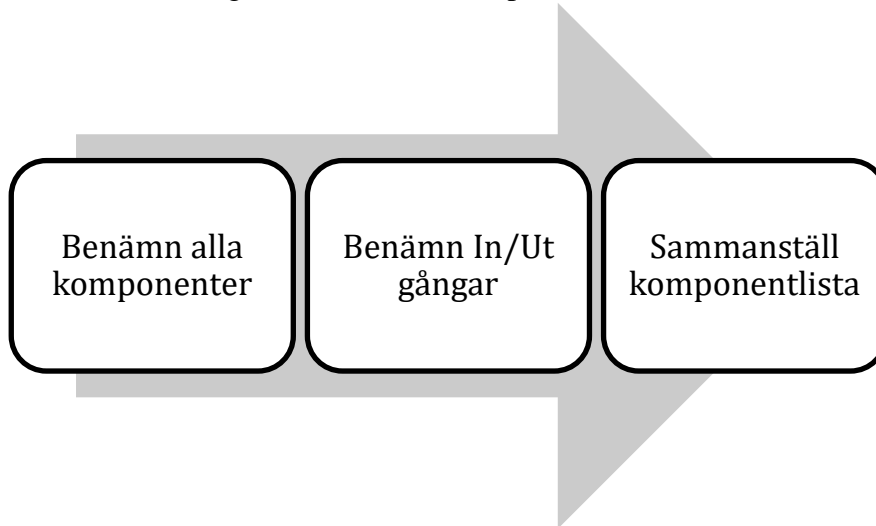 Benämn alla
komponenter
Benämn In/Ut
gångar
Sammanställ
komponentlista